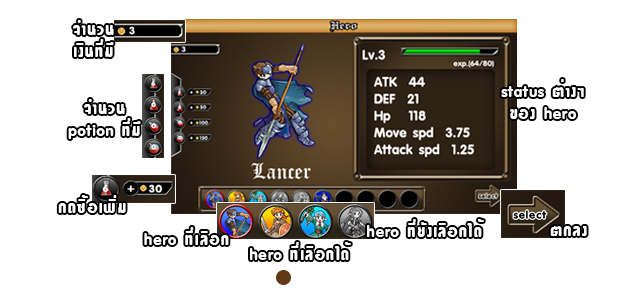 Hero
จำนวน
เงินที่มี
3
3
Lv.3
exp.(64/80)
ATK 44
DEF 21
Hp 118
Move spd 3.75
Attack spd 1.25
status ต่างๆ
ของ hero
จำนวน
potion ที่มี
+ 30
+ 50
+ 100
+ 150
Lancer
+ 30
กดซื้อเพิ่ม
select
select
ตกลง
hero ที่เลือก
hero ที่เลือกได้
hero ที่ยังเลือกไม่ได้